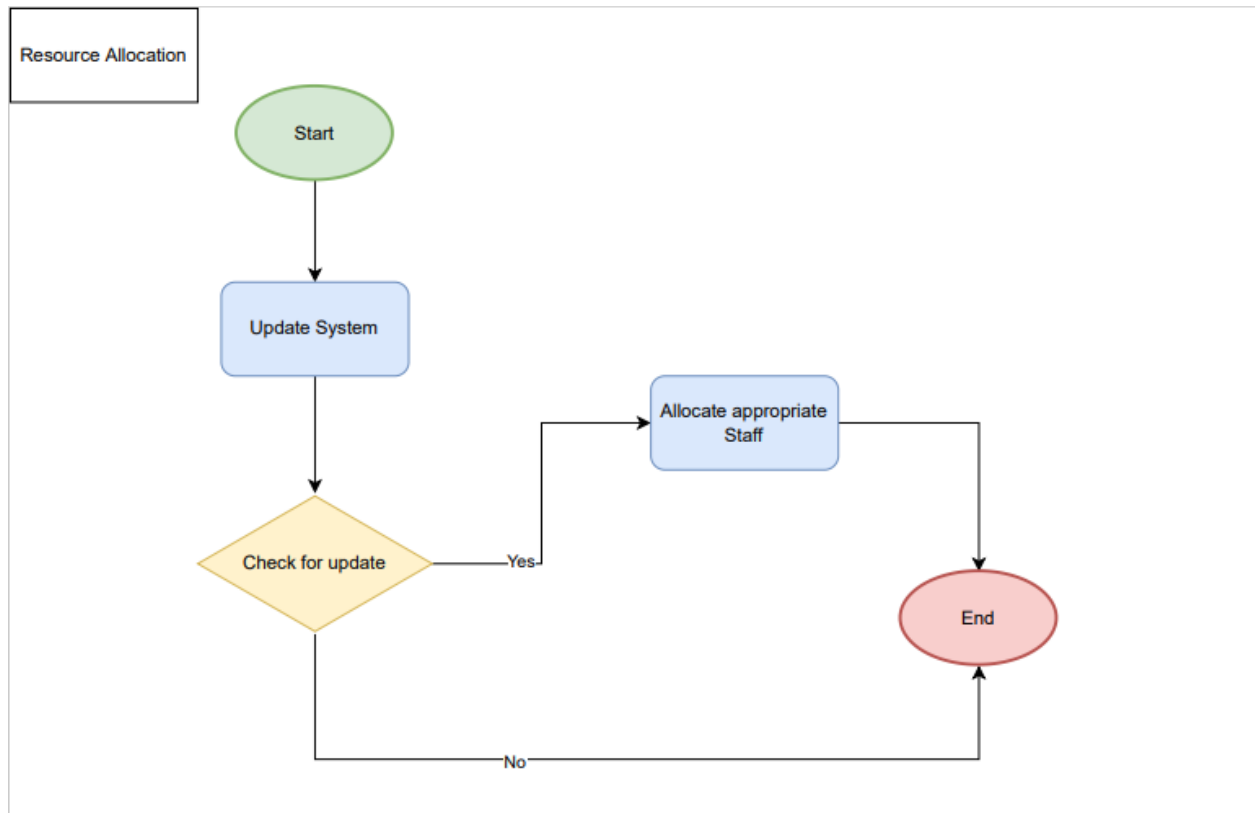 Resource Allocation
Start
Update System
Allocate appropriate
Staff
Check for update
Yes
End
No